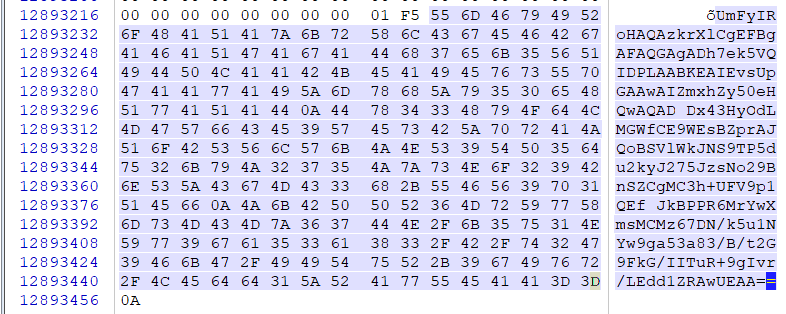 12893216 00 00 00 00 00 00 00 00 01 F5 55 6D 46 79 49 52 õUmFyIR
12893232 6F 48 41 51 41 7A 6B 72 58 6C 43 67 45 46 42 67 oHAQAzkrXlCgEFBg
12893248 41 46 41 51 47 41 67 41 44 68 37 65 6B 35 56 51 AFAQGAgADh7ek5VQ
12893264 49 44 50 4C 41 41 42 4B 45 41 49 45 76 73 55 70 IDPLAABKEAIEvsUp
12893280 47 41 41 77 41 49 5A 6D 78 68 5A 79 35 30 65 48 GAAwAIZmxhZy50eH
12893296 51 77 41 51 41 44 0A 44 78 34 33 48 79 4F 64 4C QwAQAD Dx43HyOdL
12893312 4D 47 57 66 43 45 39 57 45 73 42 5A 70 72 41 4A MGWfCE9WEsBZprAJ
12893328 51 6F 42 53 56 6C 57 6B 4A 4E 53 39 54 50 35 64 QoBSVlWkJNS9TP5d
12893344 75 32 6B 79 4A 32 37 35 4A 7A 73 4E 6F 32 39 42 u2kyJ275JzsNo29B
12893360 6E 53 5A 43 67 4D 43 33 68 2B 55 46 56 39 70 31 nSZCgMC3h+UFV9p1
12893376 51 45 66 0A 4A 6B 42 50 50 52 36 4D 72 59 77 58 QEf JkBPPR6MrYwX
12893392 6D 73 4D 43 4D 7A 36 37 44 4E 2F 6B 35 75 31 4E msMCMz67DN/k5u1N
12893408 59 77 39 67 61 35 33 61 38 33 2F 42 2F 74 32 47 Yw9ga53a83/B/t2G
12893424 39 46 6B 47 2F 49 49 54 75 52 2B 39 67 49 76 72 9FkG/IITuR+9gIvr
12893440 2F 4C 45 64 64 31 5A 52 41 77 55 45 41 41 3D 3D /LEdd1ZRAwUEAA==
12893456 0A